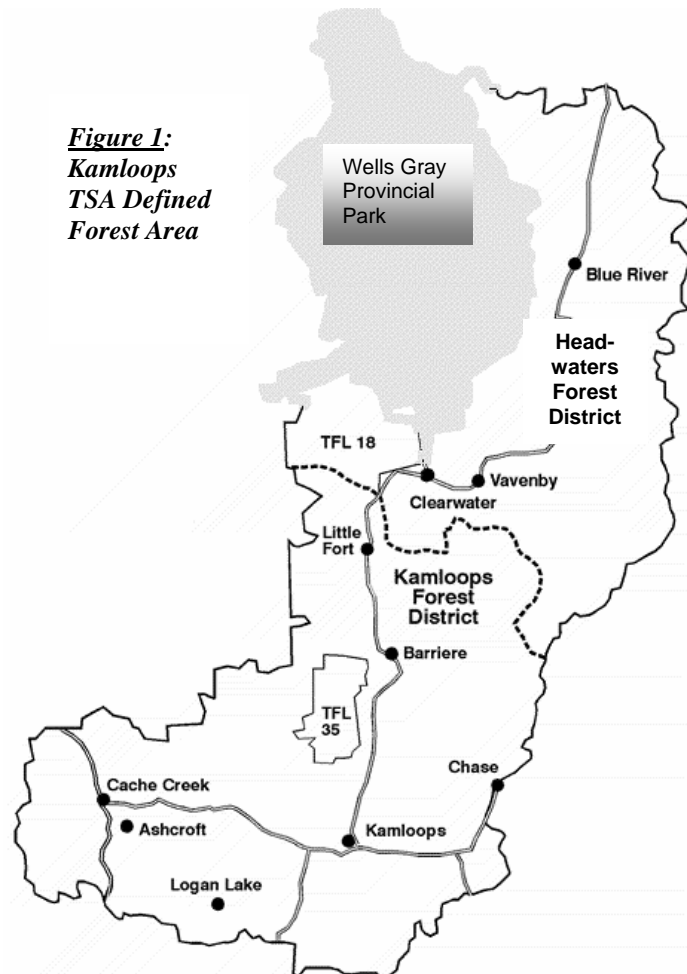 Figure 1:
Kamloops
TSA Defined
Forest Area
Wells Gray
Provincial
Park
Blue River
Head-
waters
Forest
District
TFL 18
Vavenby
Clearwater
Little
Fort
Kamloops
Forest
District
Barriere
TFL
35
Chase
Cache Creek
Ashcroft
Kamloops
Logan Lake